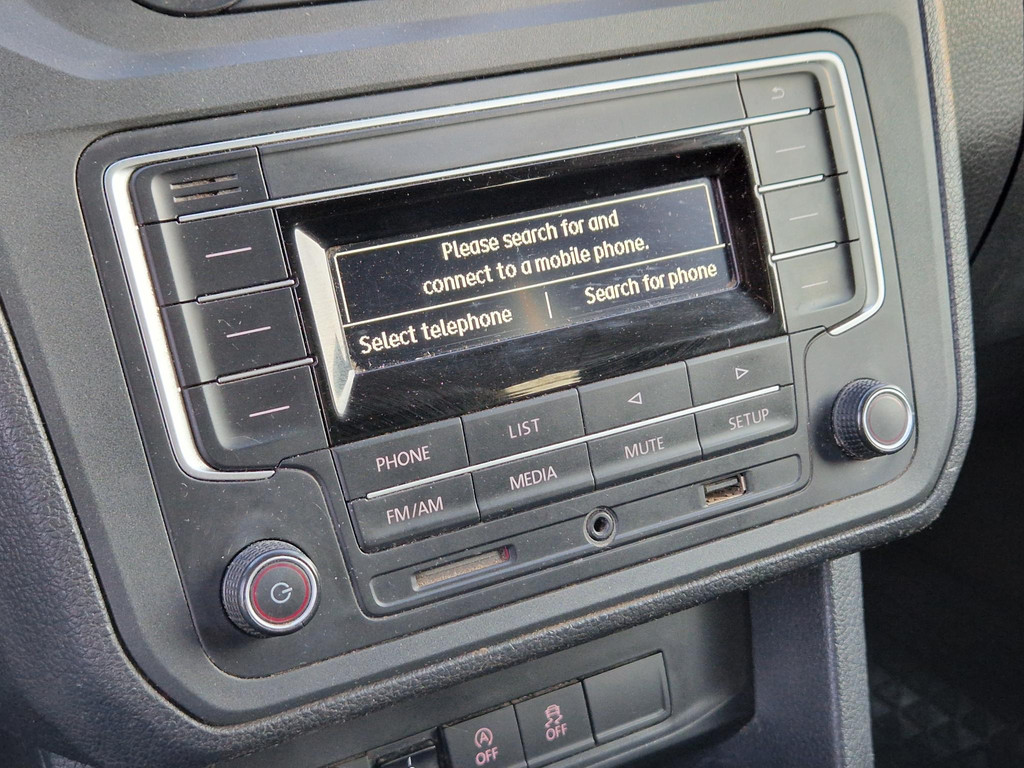 Please search for and
connect to a mobile phone.
Select telephone
Search for phone
PHONE
LIST
FM/AM
MEDIA
MUTE
SETUP
A
OFF
OFF